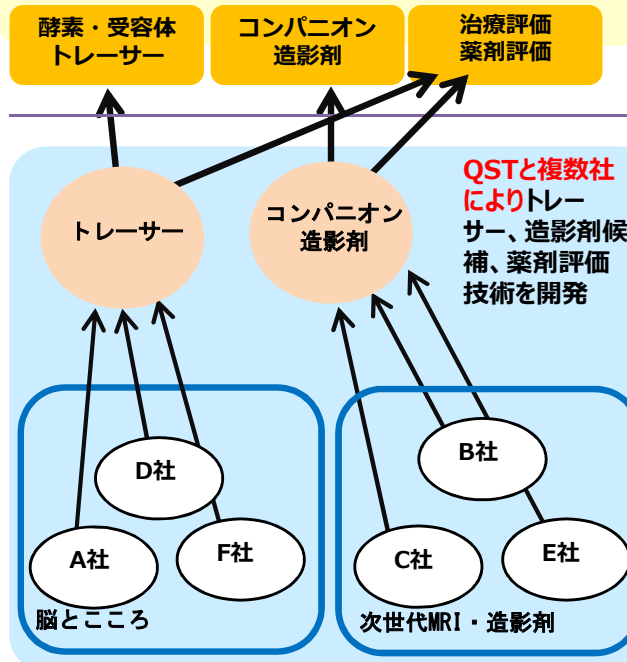 酵素・受容体
トレーサー
コンパニオン
造影剤
治療評価
薬剤評価
QSTと複数社
によりトレー
サー、造影剤候
補、薬剤評価
技術を開発
トレーサー
コンパニオン
造影剤
D社
A社
F社
脳とこころ
B社
C社
E社
次世代MRI・造影剤